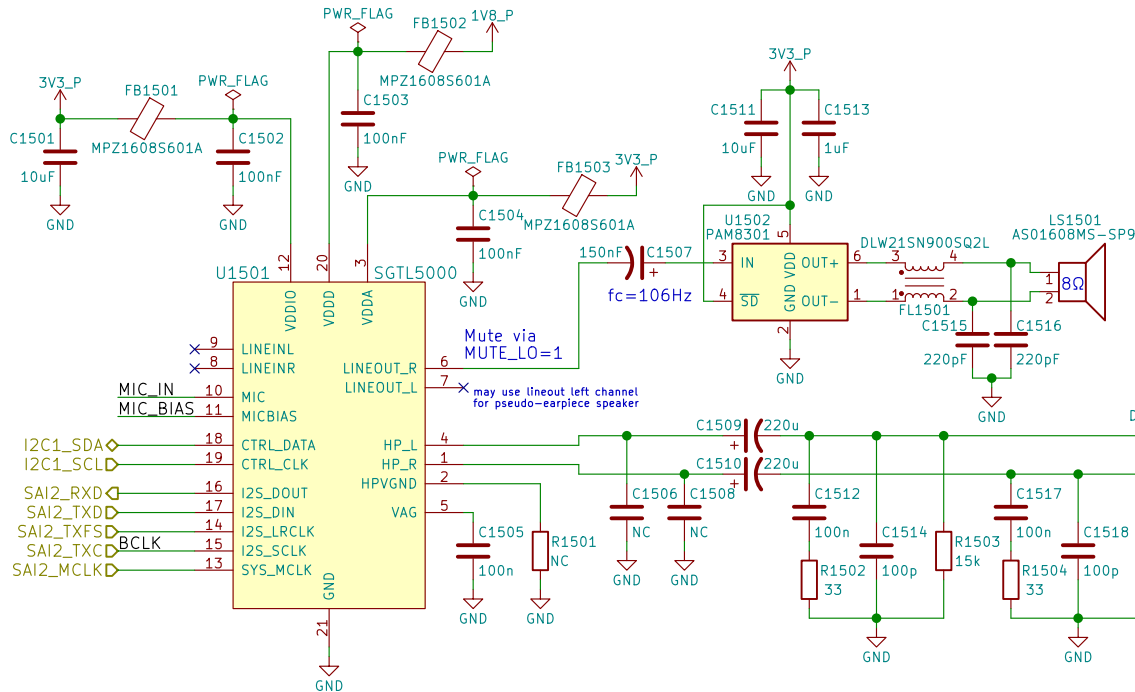 PWR_FLAG
1V8_P
FB1502
MPZ1608S601A
C1503
100nF
GND
3V3_P
FB1501
PWR_FLAG
C1501
MPZ1608S601A
C1502
10uF
100nF
GND
GND
PWR_FLAG
FB1503
3V3_P
C1504
MPZ1608S601A
100nF
GND
3V3_P
C1511
C1513
10uF
1uF
GND
GND
U1502
PAM8301
150nF
C1507
+
fc=106Hz
3
IN
4
SD
5
VDD
GND
2
OUT+
6
OUT-
1
GND
DLW21SN900SQ2L
3
4
1
2
FL1501
LS1501
AS01608MS-SP9
1
2
8Ω
C1515
C1516
220pF
220pF
GND
U1501
SGTL5000
12
20
3
VDDIO
VDDD
VDDA
9
LINEINL
8
LINEINR
MIC_IN
10
MIC
MIC_BIAS
11
MICBIAS
I2C1_SDA
18
CTRL_DATA
I2C1_SCL
19
CTRL_CLK
SAI2_RXD
16
I2S_DOUT
SAI2_TXD
17
I2S_DIN
SAI2_TXFS
14
I2S_LRCLK
SAI2_TXC
BCLK
15
I2S_SCLK
SAI2_MCLK
13
SYS_MCLK
GND
21
GND
Mute via
MUTE_LO=1
LINEOUT_R
6
LINEOUT_L
7
may use lineout left channel
for pseudo-earpiece speaker
HP_L
4
HP_R
1
HPVGND
2
VAG
5
C1505
100n
GND
R1501
NC
GND
C1506
NC
GND
C1508
NC
GND
C1509
220u
+
C1510
220u
+
C1512
100n
R1502
33
C1514
100p
R1503
15k
GND
C1517
100n
R1504
33
C1518
100p
GND